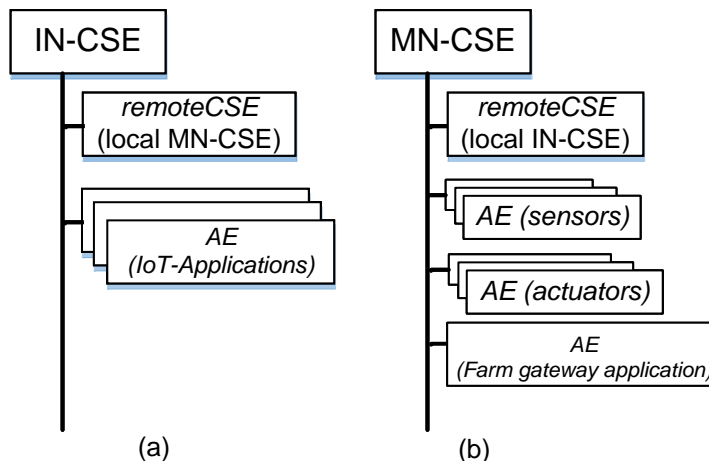 IN-CSE
remoteCSE
(local MN-CSE)
AE
(IoT-Applications)
(a)
MN-CSE
remoteCSE
(local IN-CSE)
AE (sensors)
AE (actuators)
AE
(Farm gateway application)
(b)